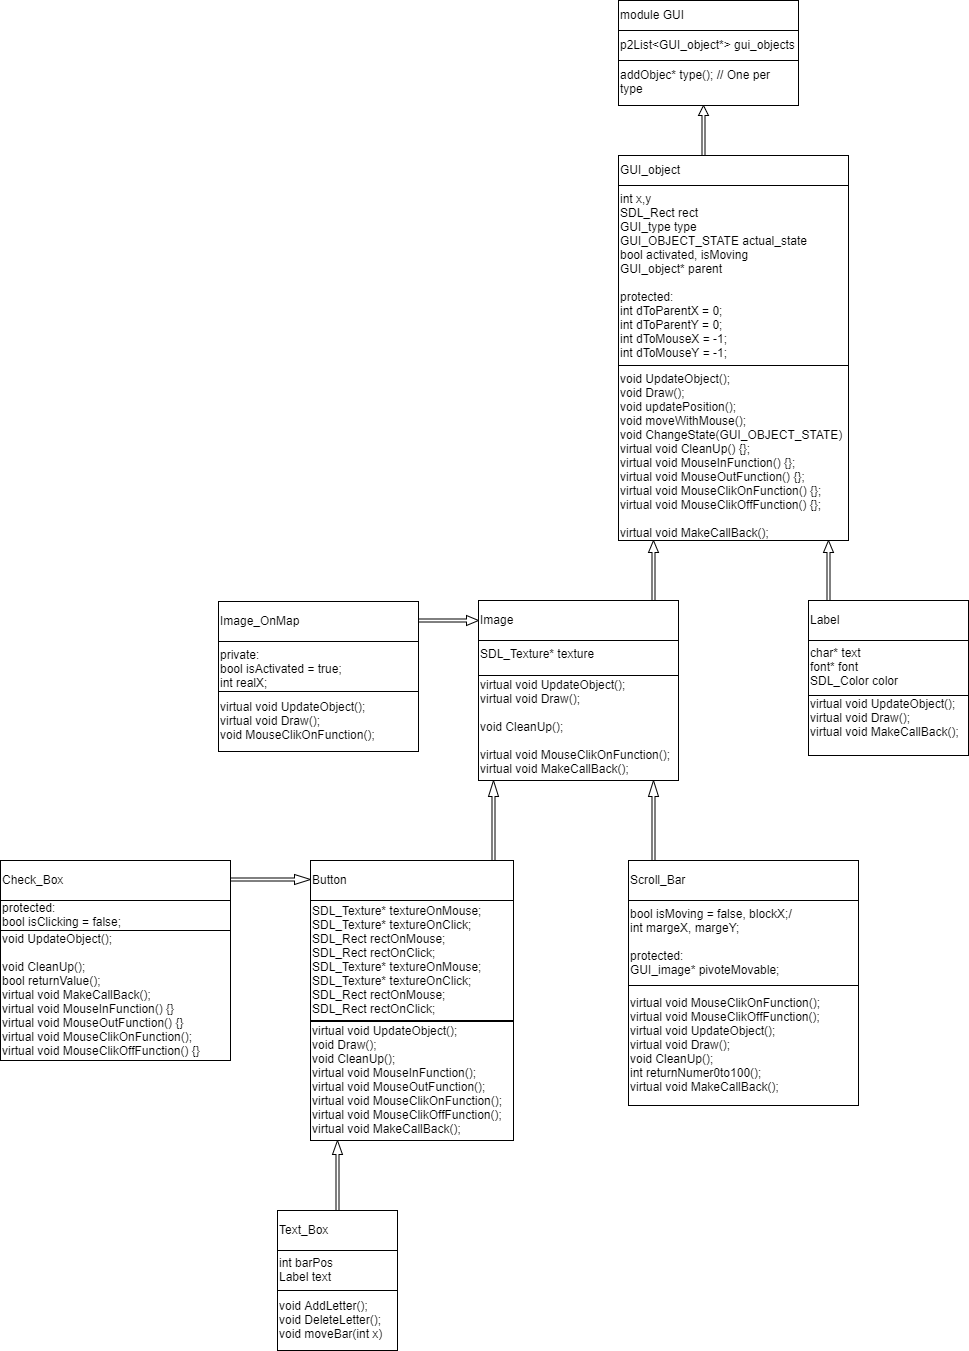 module GUI
p2List<GUI_object*> gui_objects
addObjec* type(); // One per
type
GUI_object
int x,y
SDL_Rect rect
GUI_type type
GUI_OBJECT_STATE actual_state
bool activated, isMoving
GUI_object* parent
protected:
int dToParentX = 0;
int dToParentY = 0;
int dToMouseX = -1;
int dToMouseY = -1;
void UpdateObject();
void Draw();
void updatePosition();
void moveWithMouse();
void ChangeState(GUI_OBJECT_STATE)
virtual void CleanUp() {};
virtual void MouseInFunction() {};
virtual void MouseOutFunction() {};
virtual void MouseClikOnFunction() {};
virtual void MouseClikOffFunction() {};
virtual void MakeCallBack();
Image_OnMap
private:
bool isActivated = true;
int realX;
virtual void UpdateObject();
virtual void Draw();
void MouseClikOnFunction();
Image
SDL_Texture* texture
virtual void UpdateObject();
virtual void Draw();
void CleanUp();
virtual void MouseClikOnFunction();
virtual void MakeCallBack();
Label
char* text
font* font
SDL_Color color
virtual void UpdateObject();
virtual void Draw();
virtual void MakeCallBack();
Check_Box
protected:
bool isClicking = false;
void UpdateObject();
void CleanUp();
bool returnValue();
virtual void MakeCallBack();
virtual void MouseInFunction() {}
virtual void MouseOutFunction() {}
virtual void MouseClikOnFunction();
virtual void MouseClikOffFunction() {}
Button
SDL_Texture* textureOnMouse;
SDL_Texture* textureOnClick;
SDL_Rect rectOnMouse;
SDL_Rect rectOnClick;
SDL_Texture* textureOnMouse;
SDL_Texture* textureOnClick;
SDL_Rect rectOnMouse;
SDL_Rect rectOnClick;
virtual void UpdateObject();
void Draw();
void CleanUp();
virtual void MouseInFunction();
virtual void MouseOutFunction();
virtual void MouseClikOnFunction();
virtual void MouseClikOffFunction();
virtual void MakeCallBack();
Scroll_Bar
bool isMoving = false, blockX;/
int margeX, margeY;
protected:
GUI_image* pivoteMovable;
virtual void MouseClikOnFunction();
virtual void MouseClikOffFunction();
virtual void UpdateObject();
virtual void Draw();
void CleanUp();
int returnNumer0to100();
virtual void MakeCallBack();
Text_Box
int barPos
Label text
void AddLetter();
void DeleteLetter();
void moveBar(int x)